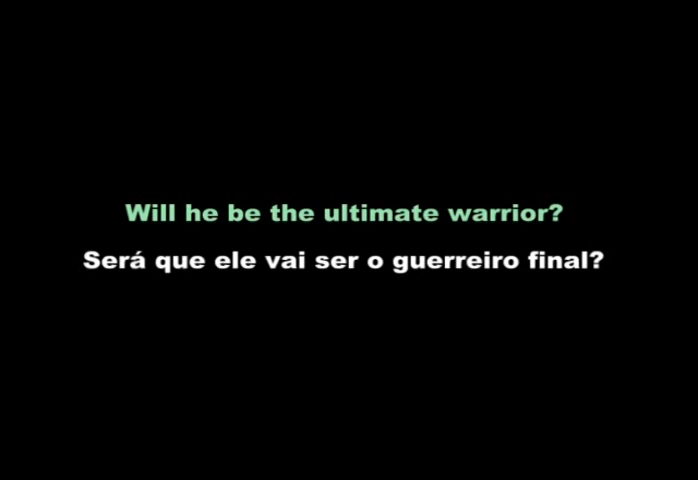 Will he be the ultimate warrior?
Será que ele vai ser o guerreiro final?